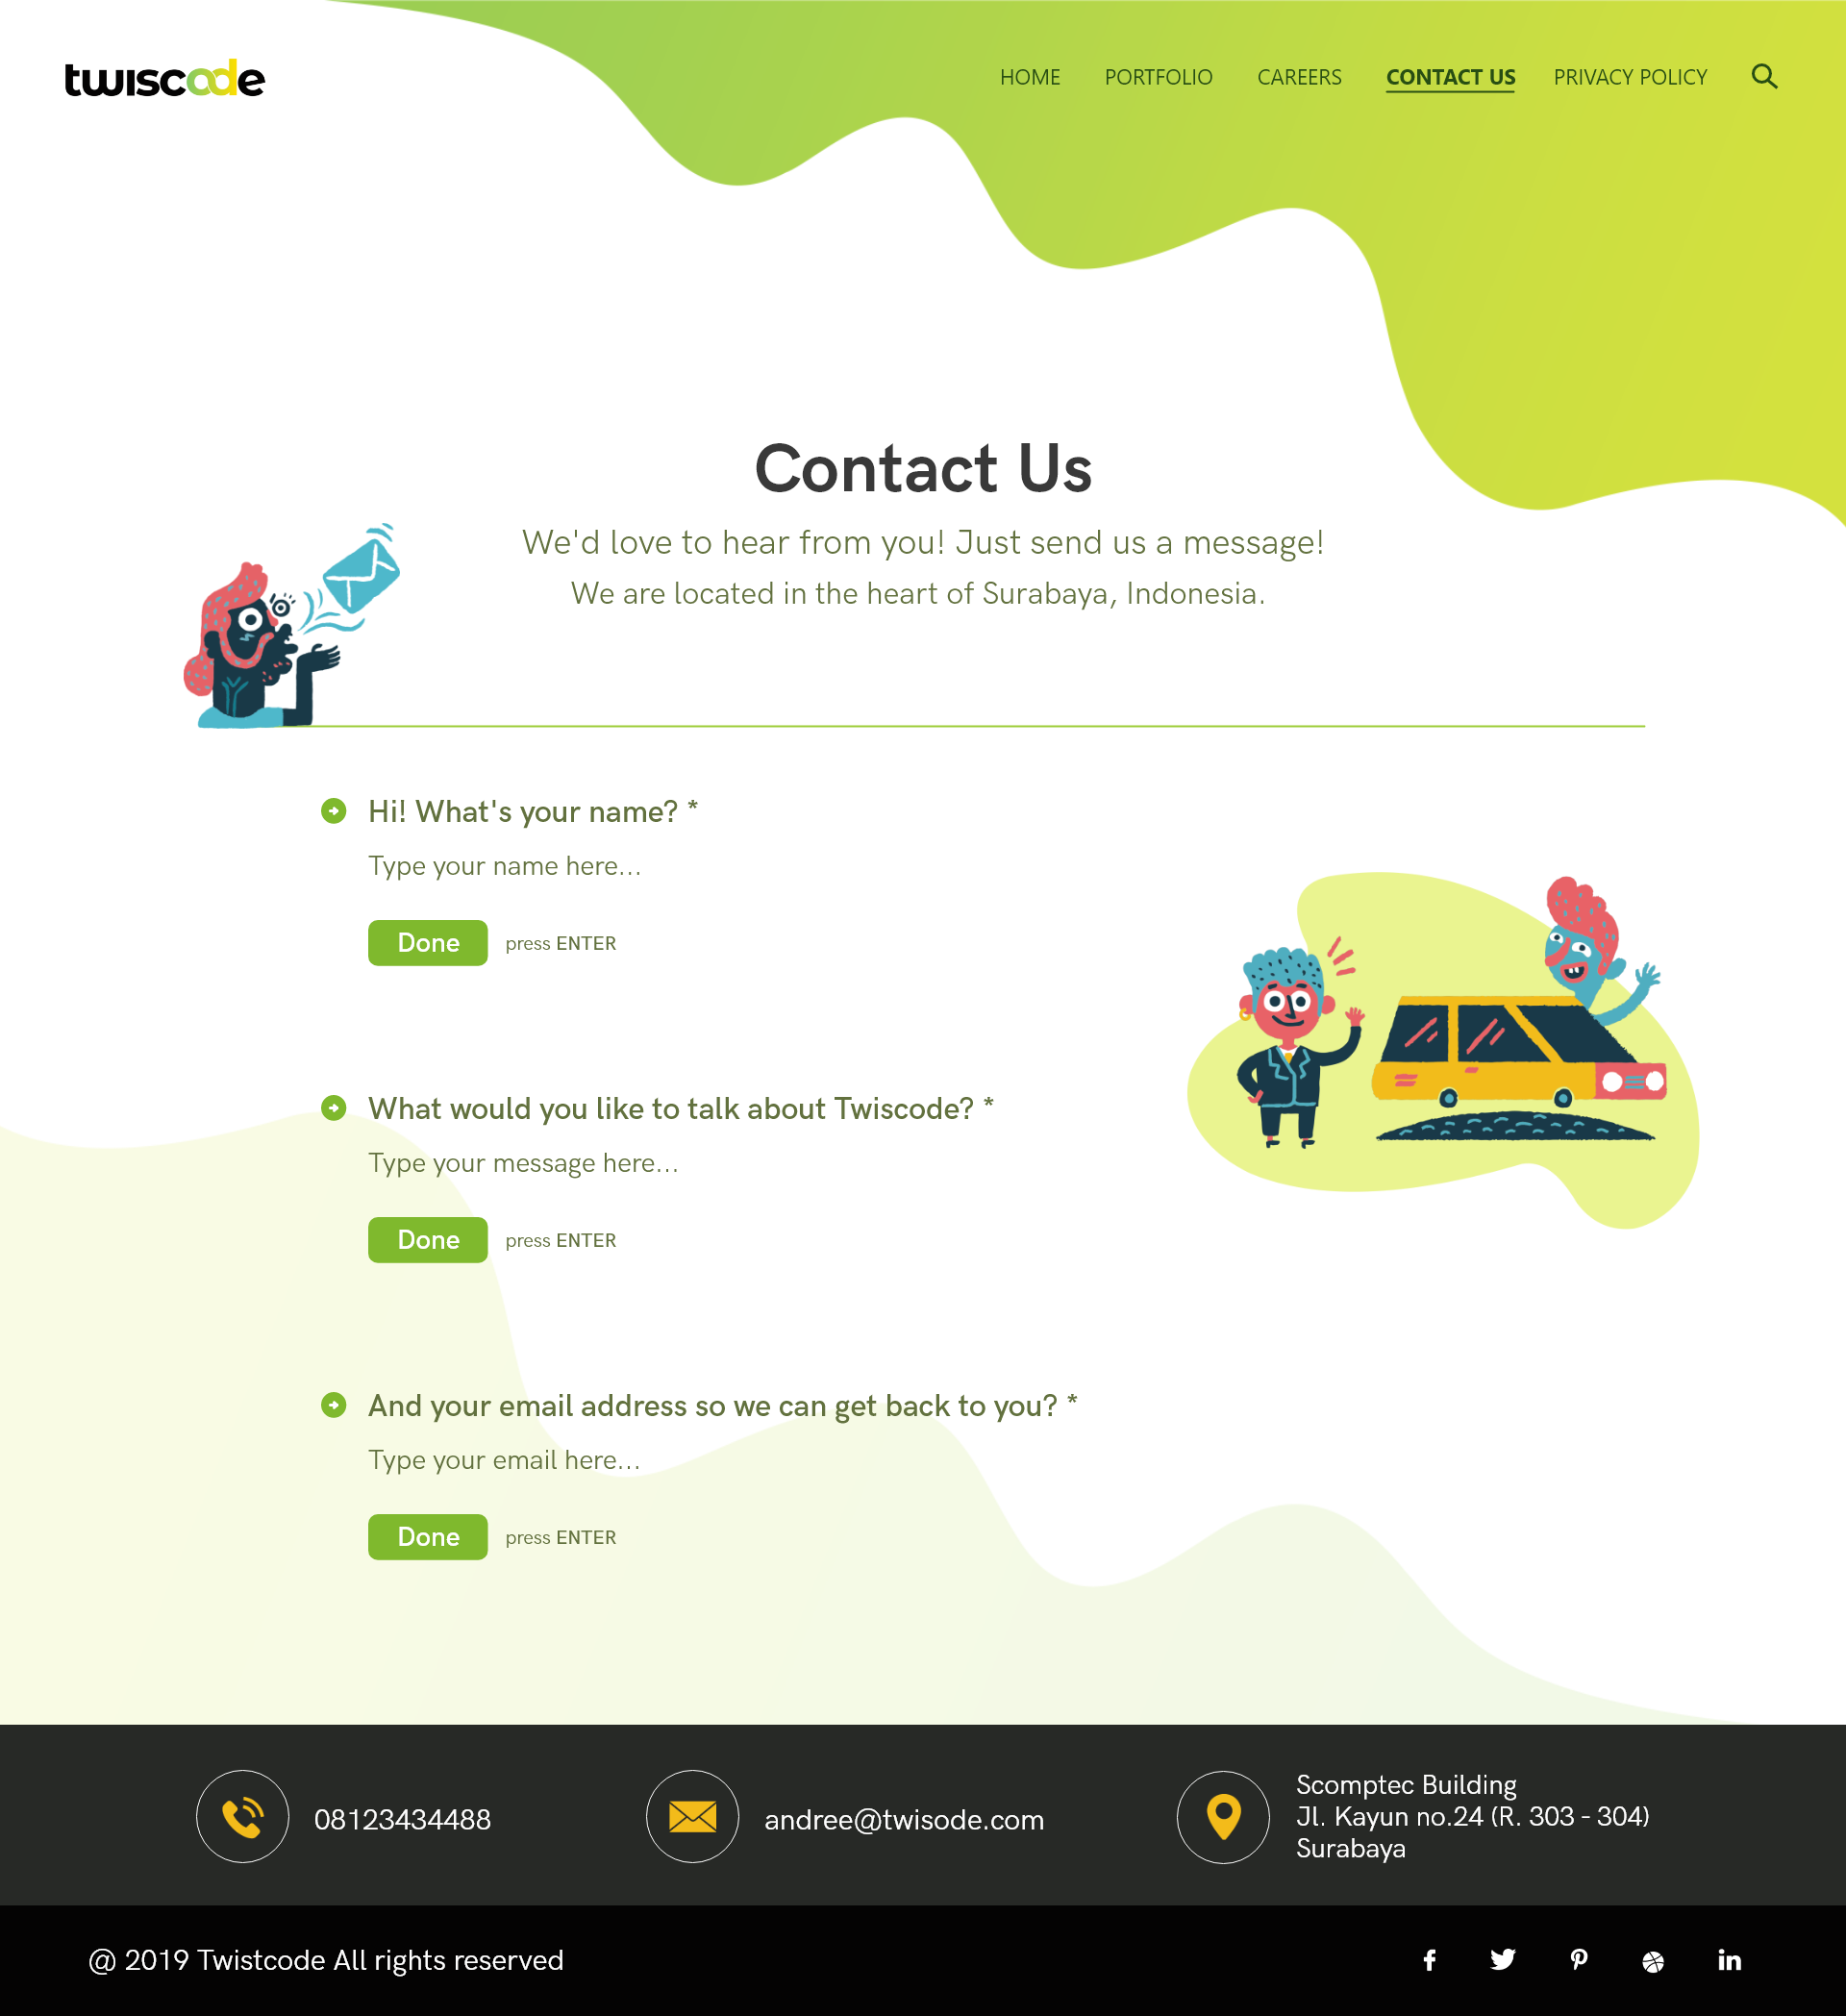 twiscode
HOME PORTFOLIO CAREERS CONTACT US PRIVACY POLICY
Contact Us
We'd love to hear from you! Just send us a message!
We are located in the heart of Surabaya, Indonesia.
Hi! What's your name? *
Type your name here...
Done press ENTER
What would you like to talk about Twiscode? *
Type your message here...
Done press ENTER
And your email address so we can get back to you? *
Type your email here...
Done press ENTER
08123434488
andree@twisode.com
Scomptec Building
Jl. Kayun no.24 (R. 303 - 304)
Surabaya
@ 2019 Twistcode All rights reserved